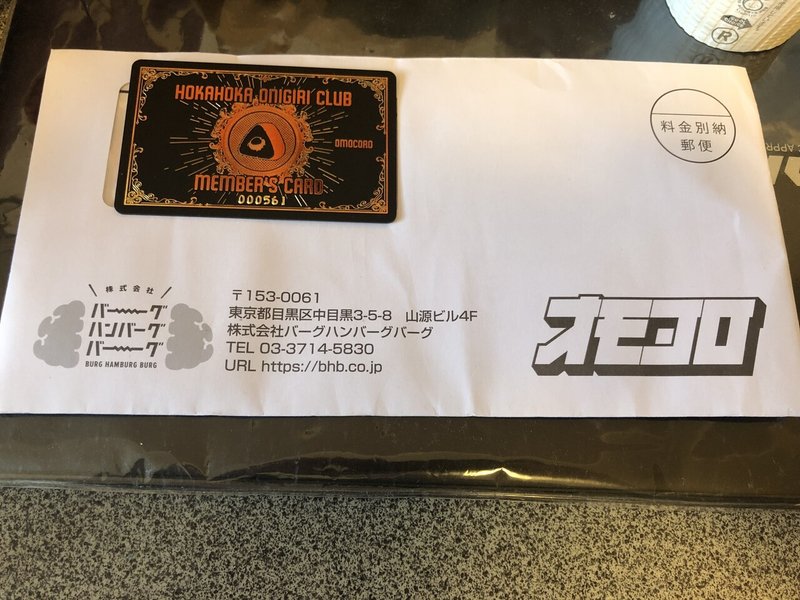 HOKAHOKA ONIGIRI CLUB
OMOCORO
MEMBER'S CARD
000561
料金別納
郵便
株式会社
バーグ
ハンバーグ
バーグ
BURG HAMBURG BURG
〒153-0061
東京都目黒区中目黒3-5-8 山源ビル4F
株式会社バーグハンバーグバーグ
TEL 03-3714-5830
URL https://bhb.co.jp
オモコロ
R